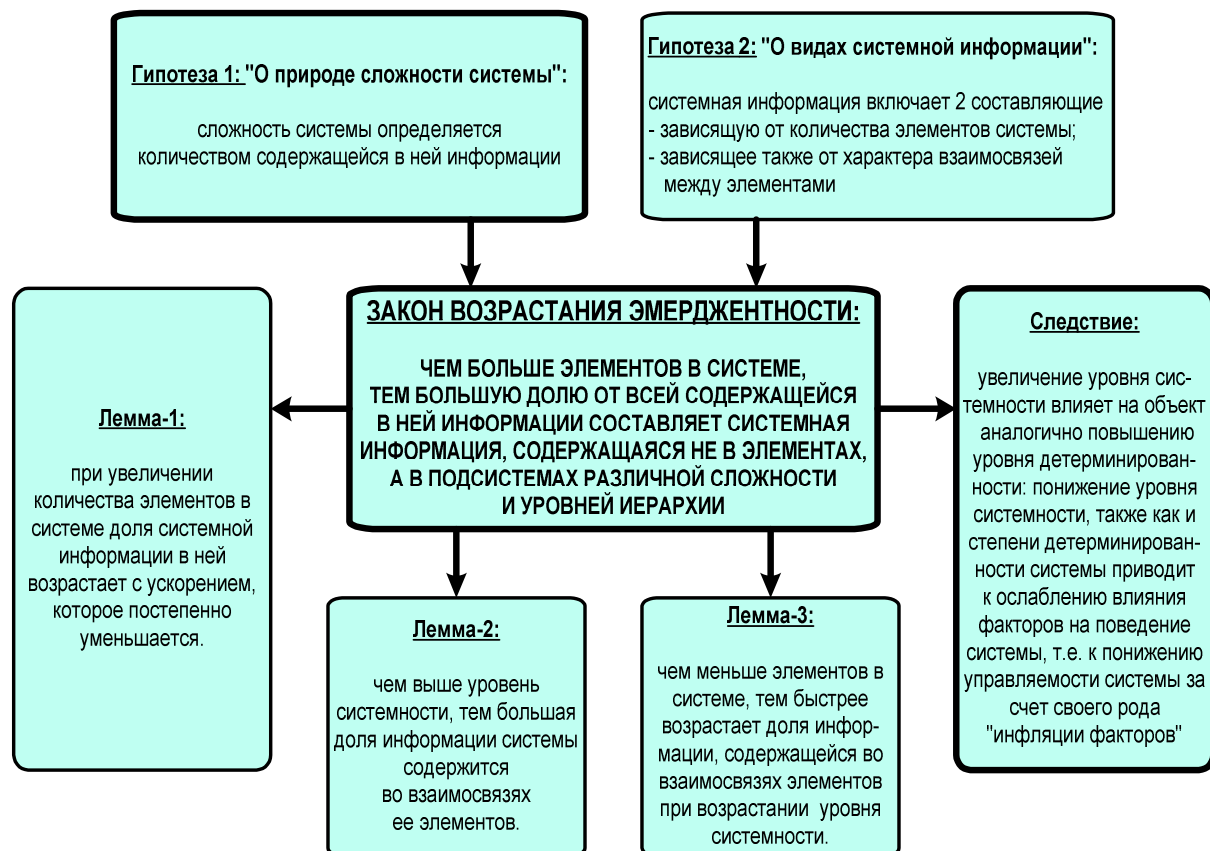 Гипотеза 1: "О природе сложности системы":
сложность системы определяется
количеством содержащейся в ней информации
Гипотеза 2: "О видах системной информации":
системная информация включает 2 составляющие
- зависящую от количества элементов системы;
- зависящее также от характера взаимосвязей
между элементами
ЗАКОН ВОЗРАСТАНИЯ ЭМЕРДЖЕНТНОСТИ:
ЧЕМ БОЛЬШЕ ЭЛЕМЕНТОВ В СИСТЕМЕ,
ТЕМ БОЛЬШУЮ ДОЛЮ ОТ ВСЕЙ СОДЕРЖАЩЕЙСЯ
В НЕЙ ИНФОРМАЦИИ СОСТАВЛЯЕТ СИСТЕМНАЯ
ИНФОРМАЦИЯ, СОДЕРЖАЩАЯСЯ НЕ В ЭЛЕМЕНТАХ,
А В ПОДСИСТЕМАХ РАЗЛИЧНОЙ СЛОЖНОСТИ
И УРОВНЕЙ ИЕРАРХИИ
Лемма-1:
при увеличении
количества элементов в
системе доля системной
информации в ней
возрастает с ускорением,
которое постепенно
уменьшается.
Лемма-2:
чем выше уровень
системности, тем большая
доля информации системы
содержится
во взаимосвязях
ее элементов.
Лемма-3:
чем меньше элементов в
системе, тем быстрее
возрастает доля инфор-
мации, содержащейся во
взаимосвязях элементов
при возрастании уровня
системности.
Следствие:
увеличение уровня сис-
темности влияет на объект
аналогично повышению
уровня детерминирован-
ности: понижение уровня
системности, также как и
степени детерминирован-
ности системы приводит
к ослаблению влияния
факторов на поведение
системы, т.е. к понижению
управляемости системы за
счет своего рода
"инфляции факторов"